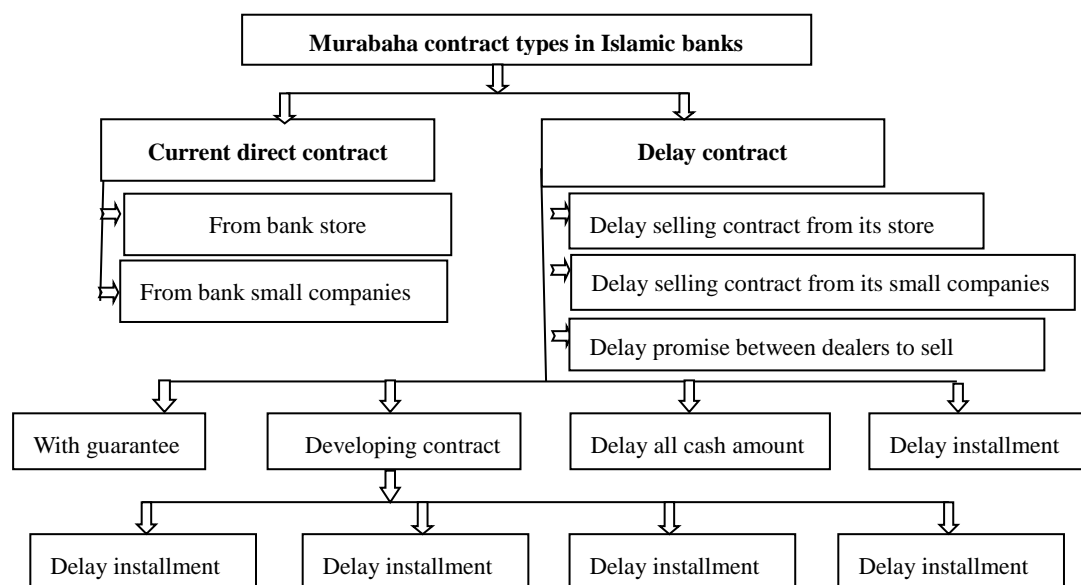 Murabaha contract types in Islamic banks
Current direct contract
Delay contract
From bank store
Delay selling contract from its store
From bank small companies
Delay selling contract from its small companies
Delay promise between dealers to sell
With guarantee
Developing contract
Delay all cash amount
Delay installment
Delay installment
Delay installment
Delay installment
Delay installment